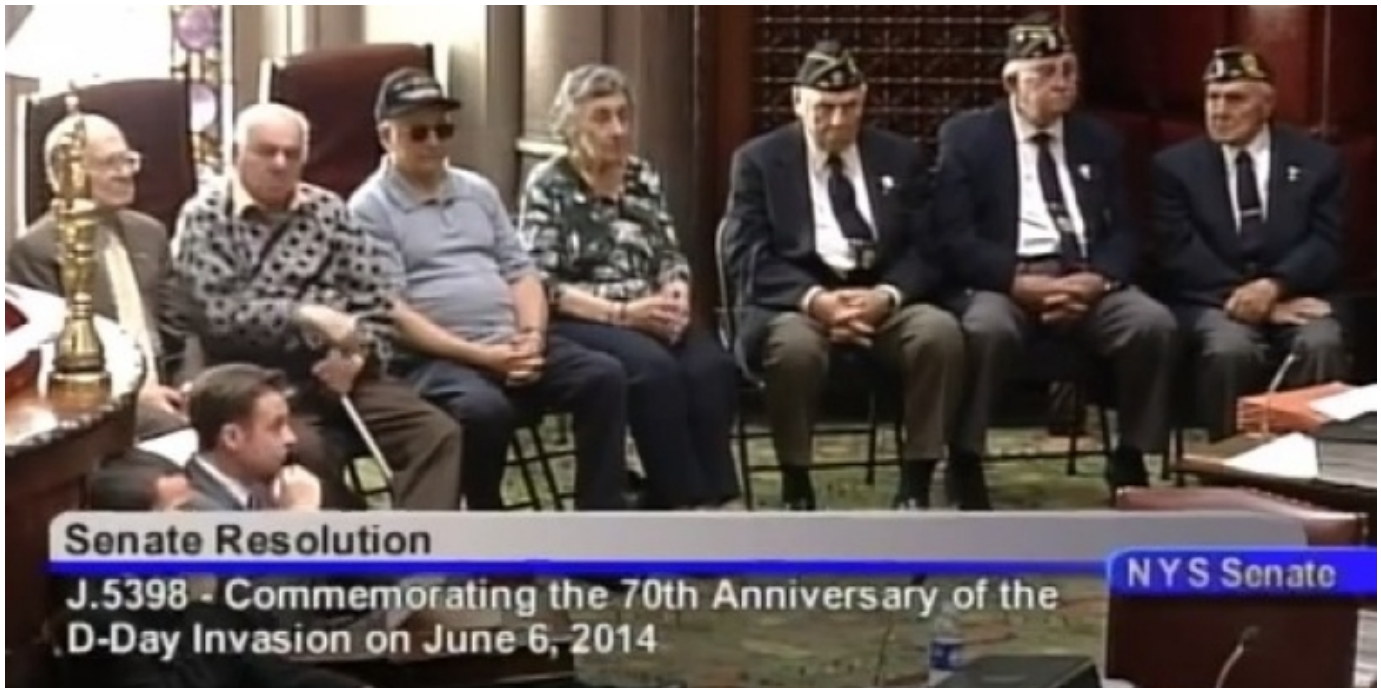 Senate Resolution
NYS Senate
J.5398 - Commemorating the 70th Anniversary of the
D-Day Invasion on June 6, 2014